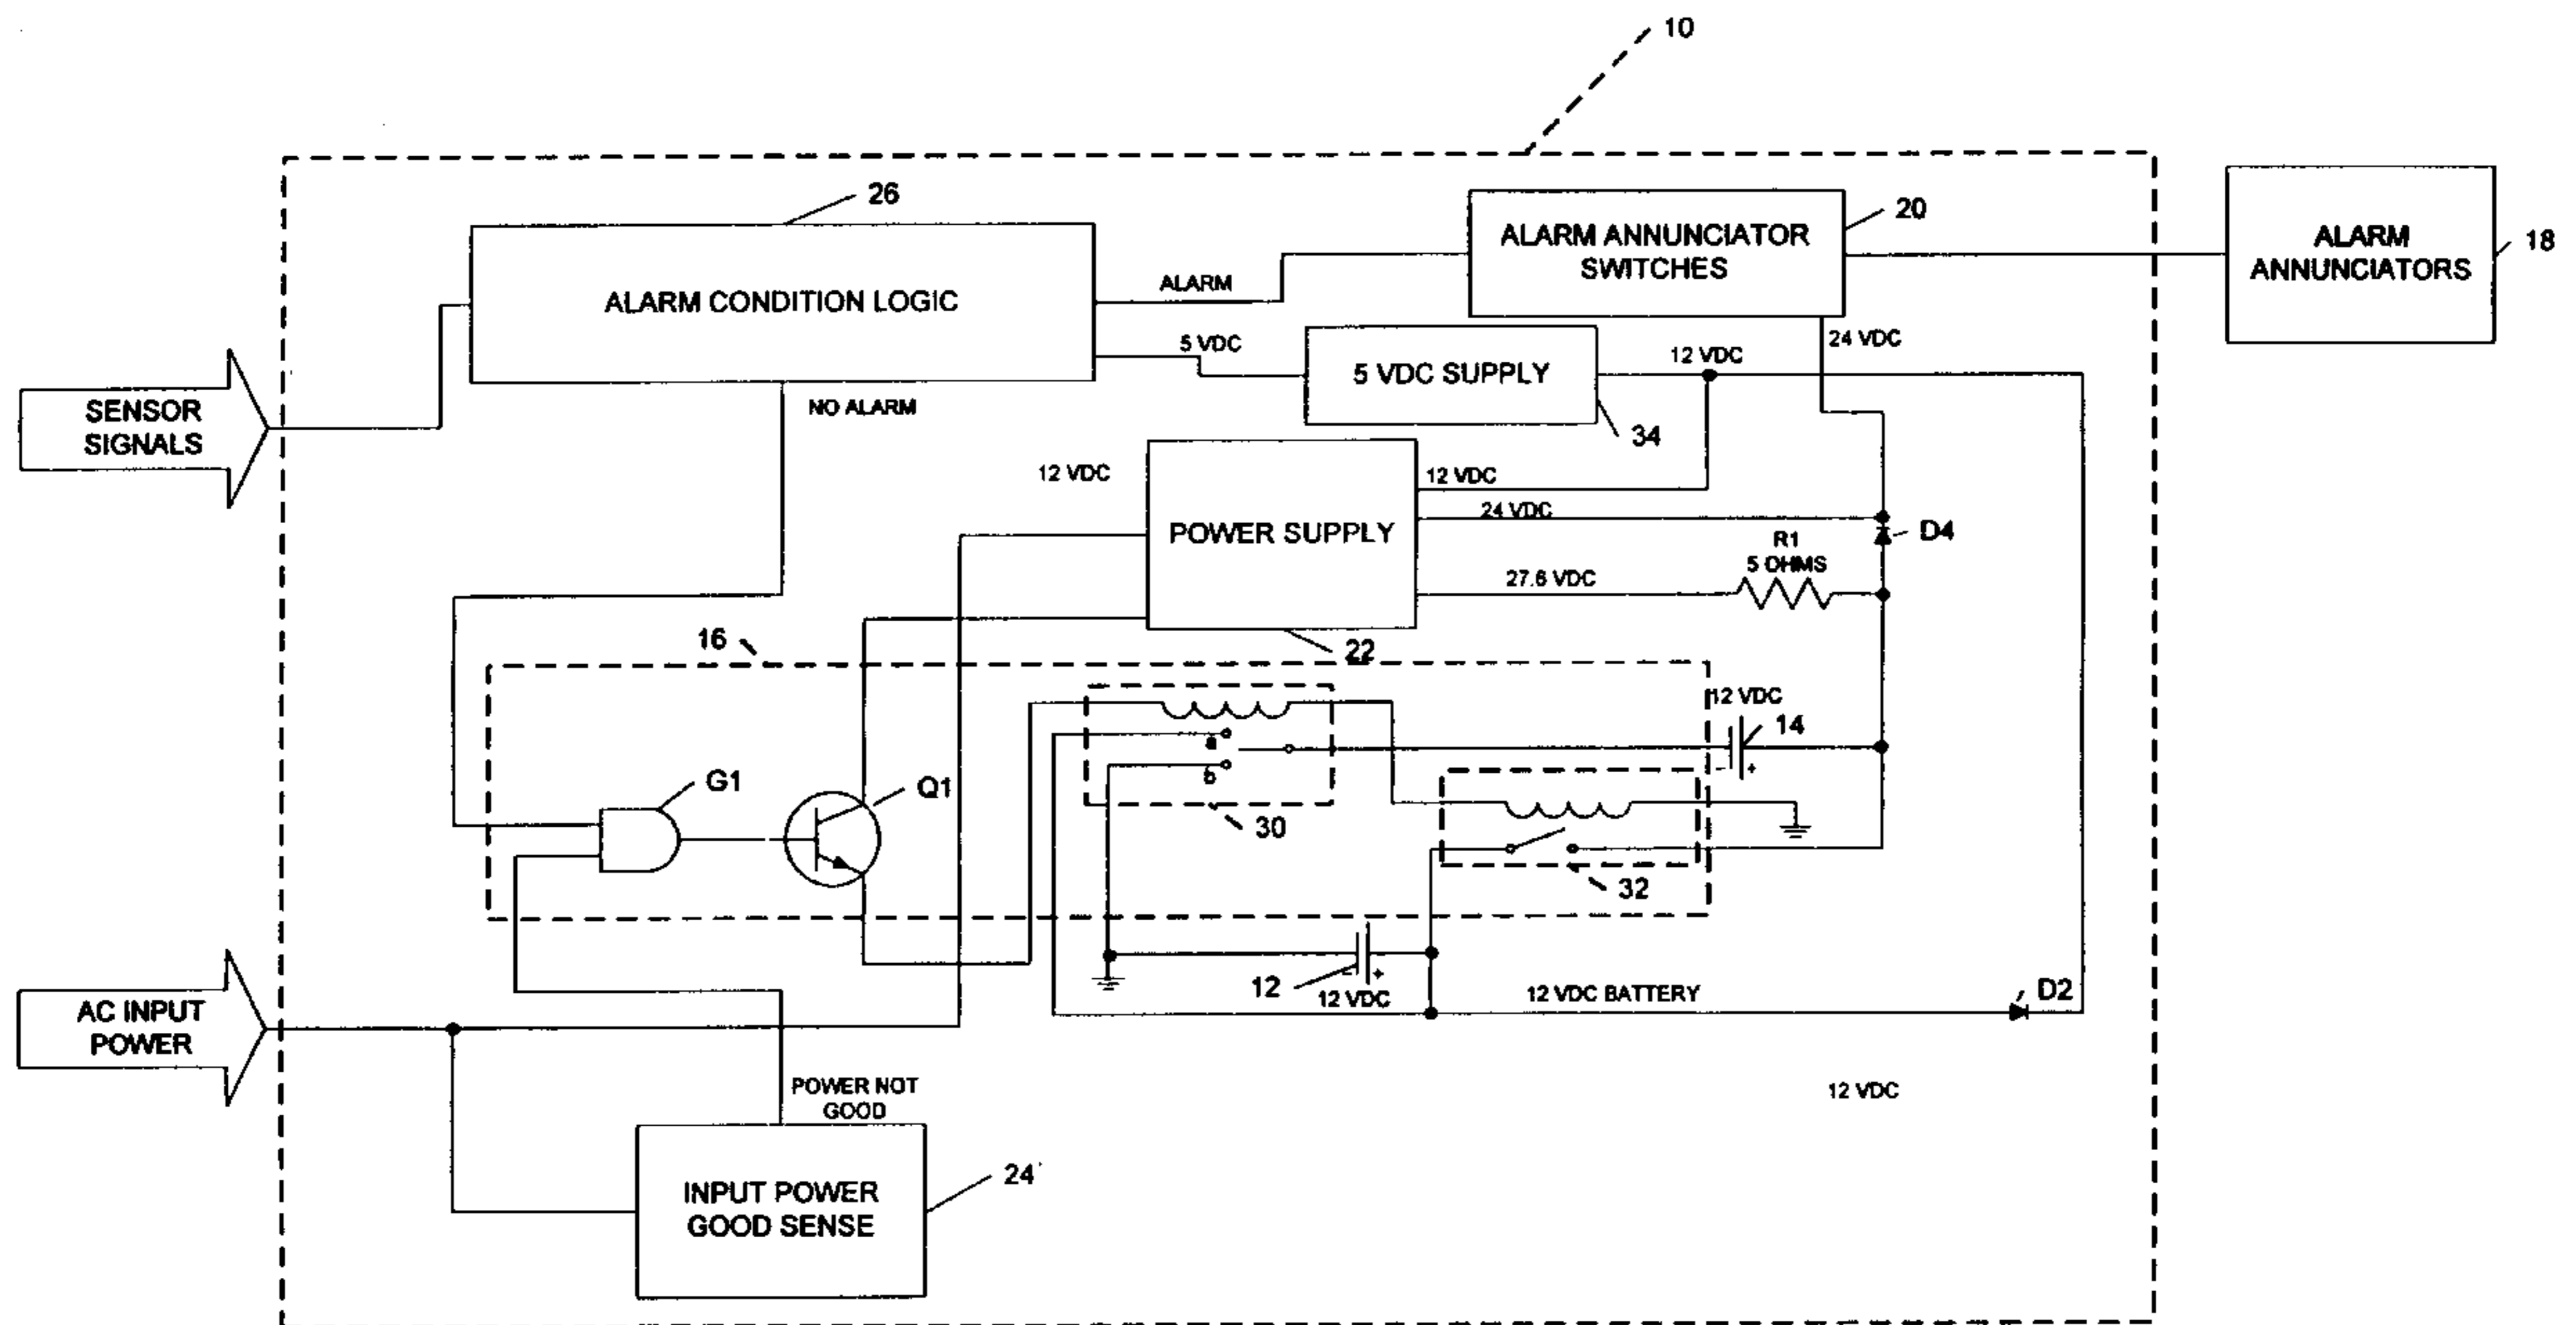 10
26
20
ALARM ANNUNCIATOR
SWITCHES
ALARM
ANNUNCIATORS
18
ALARM CONDITION LOGIC
ALARM
5 VDC
24 VDC
12 VDC
5 VDC SUPPLY
34
NO ALARM
SENSOR
SIGNALS
12 VDC
POWER SUPPLY
12 VDC
24 VDC
D4
R1
5 OHMS
27.6 VDC
22
16
12 VDC
14
a
b
30
G1
Q1
32
12
- +
- +
12 VDC
12 VDC BATTERY
D2
AC INPUT
POWER
POWER NOT
GOOD
12 VDC
INPUT POWER
GOOD SENSE
24